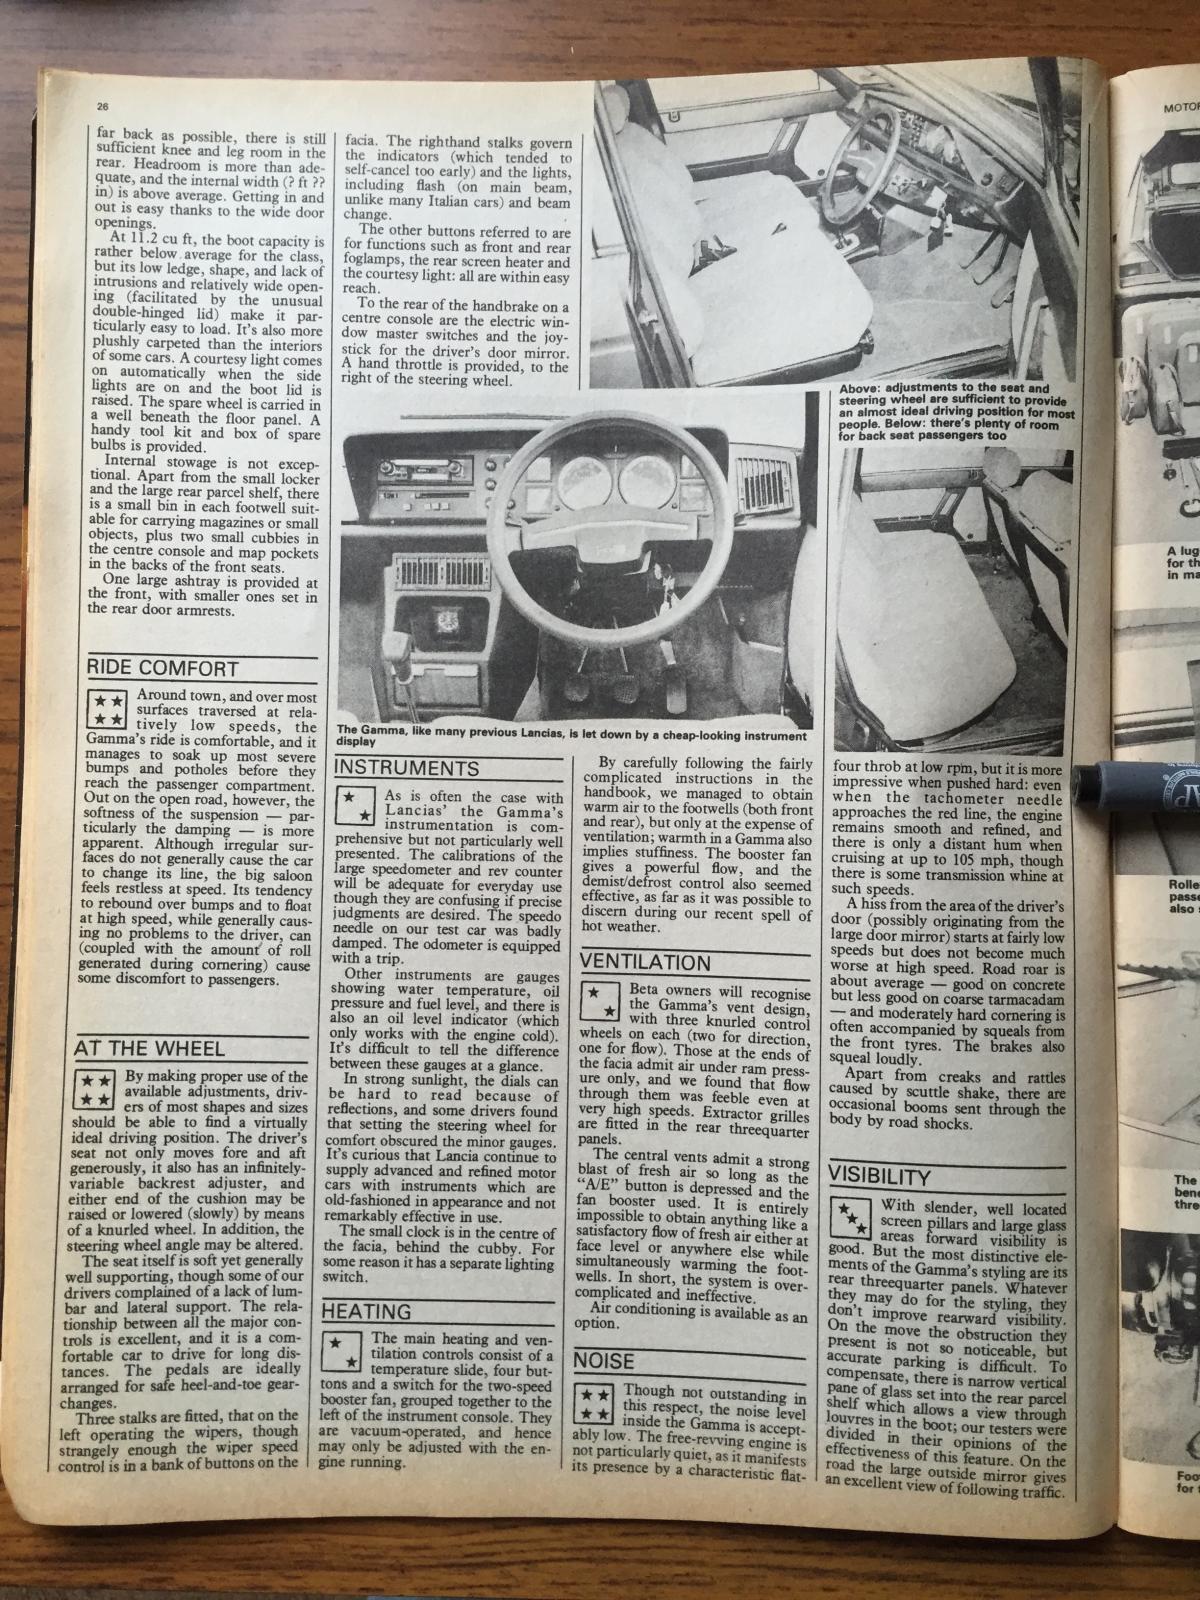 26
far back as possible, there is still
sufficient knee and leg room in the
rear. Headroom is more than ade-
quate, and the internal width (? ft ??
in) is above average. Getting in and
out is easy thanks to the wide door
openings.
At 11.2 cu ft, the boot capacity is
rather below average for the class,
but its low ledge, shape, and lack of
intrusions and relatively wide open-
ing (facilitated by the unusual
double-hinged lid) make it par-
ticularly easy to load. It's also more
plushly carpeted than the interiors
of some cars. A courtesy light comes
on automatically when the side
lights are on and the boot lid is
raised. The spare wheel is carried in
a well beneath the floor panel. A
handy tool kit and box of spare
bulbs is provided.
Internal stowage is not excep-
tional. Apart from the small locker
and the large rear parcel shelf, there
is a small bin in each footwell suit-
able for carrying magazines or small
objects, plus two small cubbies in
the centre console and map pockets
in the backs of the front seats.
One large ashtray is provided at
the front, with smaller ones set in
the rear door armrests.
RIDE COMFORT
Around town, and over most
surfaces traversed at rela-
tively low speeds, the
Gamma's ride is comfortable, and it
manages to soak up most severe
bumps and potholes before they
reach the passenger compartment.
Out on the open road, however, the
softness of the suspension — par-
ticularly the damping — is more
apparent. Although irregular sur-
faces do not generally cause the car
to change its line, the big saloon
feels restless at speed. Its tendency
to rebound over bumps and to float
at high speed, while generally caus-
ing no problems to the driver, can
(coupled with the amount of roll
generated during cornering) cause
some discomfort to passengers.
AT THE WHEEL
By making proper use of the
available adjustments, driv-
ers of most shapes and sizes
should be able to find a virtually
ideal driving position. The driver's
seat not only moves fore and aft
generously, it also has an infinitely-
variable backrest adjuster, and
either end of the cushion may be
raised or lowered (slowly) by means
of a knurled wheel. In addition, the
steering wheel angle may be altered.
The seat itself is soft yet generally
well supporting, though some of our
drivers complained of a lack of lum-
bar and lateral support. The rela-
tionship between all the major con-
trols is excellent, and it is a com-
fortable car to drive for long dis-
tances. The pedals are ideally
arranged for safe heel-and-toe gear-
changes.
Three stalks are fitted, that on the
left operating the wipers, though
strangely enough the wiper speed
control is in a bank of buttons on the
facia. The righthand stalks govern
the indicators (which tended to
self-cancel too early) and the lights,
including flash (on main beam,
unlike many Italian cars) and beam
change.
The other buttons referred to are
for functions such as front and rear
foglamps, the rear screen heater and
the courtesy light: all are within easy
reach.
To the rear of the handbrake on a
centre console are the electric win-
dow master switches and the joy-
stick for the driver's door mirror.
A hand throttle is provided, to the
right of the steering wheel.
Above: adjustments to the seat and
steering wheel are sufficient to provide
an almost ideal driving position for most
people. Below: there's plenty of room
for back seat passengers too
The Gamma, like many previous Lancias, is let down by a cheap-looking instrument
display
INSTRUMENTS
As is often the case with
Lancias' the Gamma's
instrumentation is com-
prehensive but not particularly well
presented. The calibrations of the
large speedometer and rev counter
will be adequate for everyday use
though they are confusing if precise
judgments are desired. The speedo
needle on our test car was badly
damped. The odometer is equipped
with a trip.
Other instruments are gauges
showing water temperature, oil
pressure and fuel level, and there is
also an oil level indicator (which
only works with the engine cold).
It's difficult to tell the difference
between these gauges at a glance.
In strong sunlight, the dials can
be hard to read because of
reflections, and some drivers found
that setting the steering wheel for
comfort obscured the minor gauges.
It's curious that Lancia continue to
supply advanced and refined motor
cars with instruments which are
old-fashioned in appearance and not
remarkably effective in use.
The small clock is in the centre of
the facia, behind the cubby. For
some reason it has a separate lighting
switch.
HEATING
The main heating and ven-
tilation controls consist of a
temperature slide, four but-
tons and a switch for the two-speed
booster fan, grouped together to the
left of the instrument console. They
are vacuum-operated, and hence
may only be adjusted with the en-
gine running.
By carefully following the fairly
complicated instructions in the
handbook, we managed to obtain
warm air to the footwells (both front
and rear), but only at the expense of
ventilation; warmth in a Gamma also
implies stuffiness. The booster fan
gives a powerful flow, and the
demist/defrost control also seemed
effective, as far as it was possible to
discern during our recent spell of
hot weather.
VENTILATION
Beta owners will recognise
the Gamma's vent design,
with three knurled control
wheels on each (two for direction,
one for flow). Those at the ends of
the facia admit air under ram press-
ure only, and we found that flow
through them was feeble even at
very high speeds. Extractor grilles
are fitted in the rear threequarter
panels.
The central vents admit a strong
blast of fresh air so long as the
"A/E" button is depressed and the
fan booster used. It is entirely
impossible to obtain anything like a
satisfactory flow of fresh air either at
face level or anywhere else while
simultaneously warming the foot-
wells. In short, the system is over-
complicated and ineffective.
Air conditioning is available as an
option.
NOISE
Though not outstanding in
this respect, the noise level
inside the Gamma is accept-
ably low. The free-revving engine is
not particularly quiet, as it manifests
its presence by a characteristic flat-
four throb at low rpm, but it is more
impressive when pushed hard: even
when the tachometer needle
approaches the red line, the engine
remains smooth and refined, and
there is only a distant hum when
cruising at up to 105 mph, though
there is some transmission whine at
such speeds.
A hiss from the area of the driver's
door (possibly originating from the
large door mirror) starts at fairly low
speeds but does not become much
worse at high speed. Road roar is
about average — good on concrete
but less good on coarse tarmacadam
— and moderately hard cornering is
often accompanied by squeals from
the front tyres. The brakes also
squeal loudly.
Apart from creaks and rattles
caused by scuttle shake, there are
occasional booms sent through the
body by road shocks.
VISIBILITY
With slender, well located
screen pillars and large glass
areas forward visibility is
good. But the most distinctive ele-
ments of the Gamma's styling are its
rear threequarter panels. Whatever
they may do for the styling, they
don't improve rearward visibility.
On the move the obstruction they
present is not so noticeable, but
accurate parking is difficult. To
compensate, there is narrow vertical
pane of glass set into the rear parcel
shelf which allows a view through
louvres in the boot; our testers were
divided in their opinions of the
effectiveness of this feature. On the
road the large outside mirror gives
an excellent view of following traffic.
MOTOR
A lug
for th
in ma
Rolle
passe
also
The
bene
thre
Foo
for t